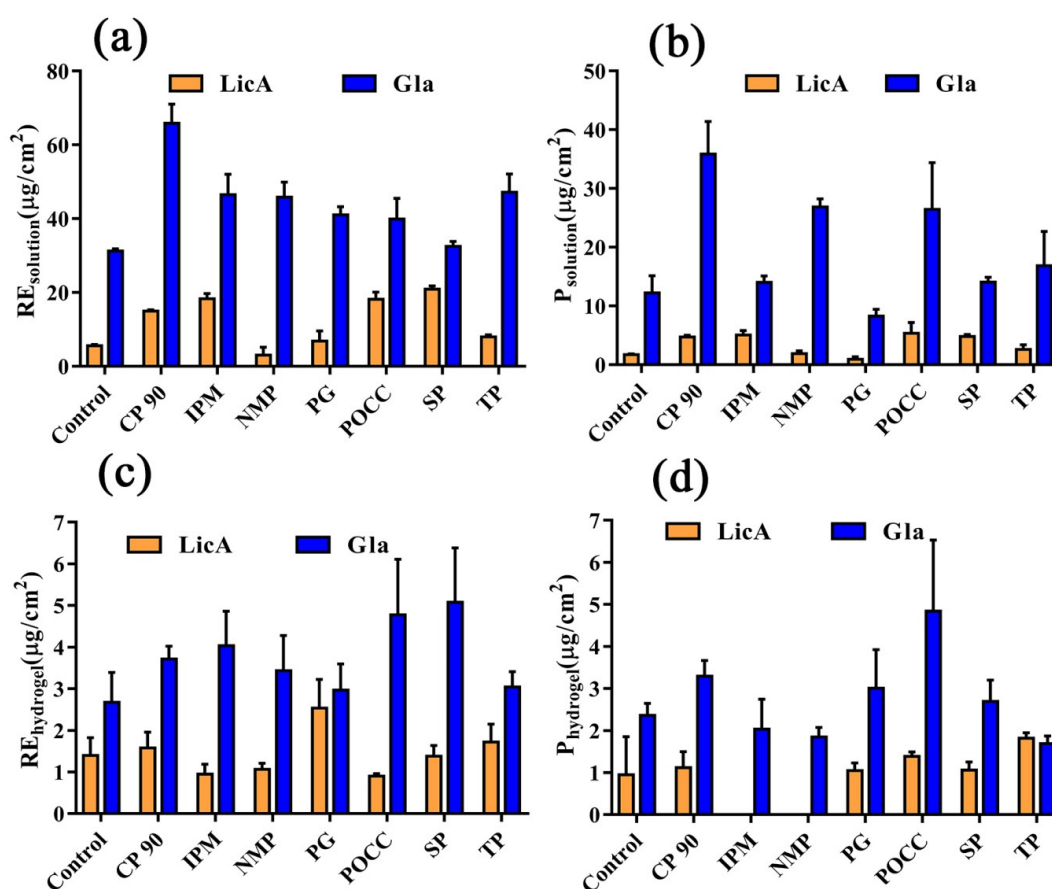 (a)
LicA Gla
RE_solution(μg/cm²)
80
60
40
20
0
Control CP 90 IPM NMP PG POCC SP TP
(b)
LicA Gla
P_solution(μg/cm²)
50
40
30
20
10
0
Control CP 90 IPM NMP PG POCC SP TP
(c)
LicA Gla
RE_hydrogel(μg/cm²)
7
6
5
4
3
2
1
0
Control CP 90 IPM NMP PG POCC SP TP
(d)
LicA Gla
P_hydrogel(μg/cm²)
7
6
5
4
3
2
1
0
Control CP 90 IPM NMP PG POCC SP TP